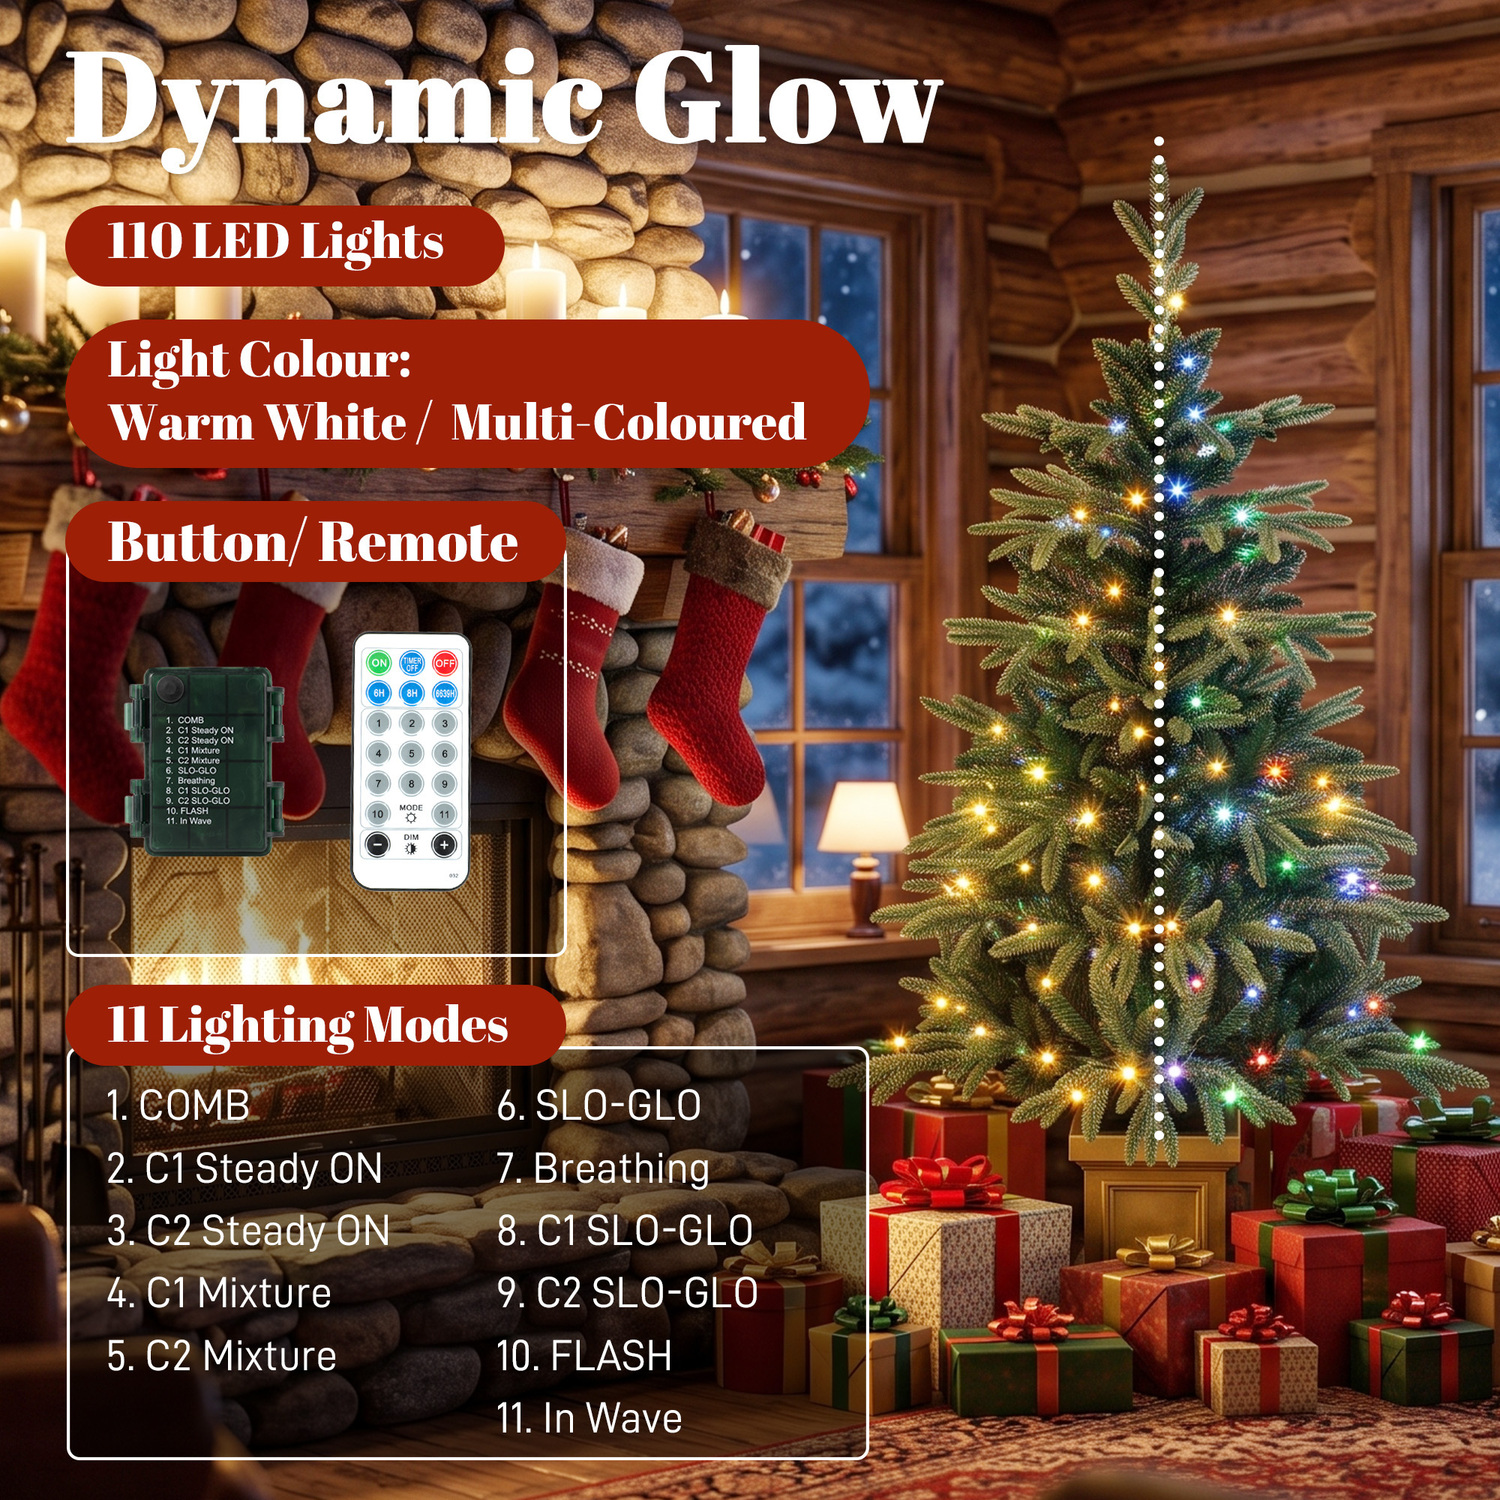 Dynamic Glow
110 LED Lights
Light Colour:
Warm White / Multi-Coloured
Button/ Remote
1. COMB
2. C1 Steady ON
3. C2 Steady ON
4. C1 Mixture
5. C2 Mixture
6. SLO-GLO
7. Breathing
8. C1 SLO-GLO
9. C2 SLO-GLO
10. FLASH
11. In Wave
ON TIMER OFF OFF
6H 8H 6639H
1 2 3
4 5 6
7 8 9
10 MODE 11
DIM
- +
11 Lighting Modes
1. COMB
2. C1 Steady ON
3. C2 Steady ON
4. C1 Mixture
5. C2 Mixture
6. SLO-GLO
7. Breathing
8. C1 SLO-GLO
9. C2 SLO-GLO
10. FLASH
11. In Wave